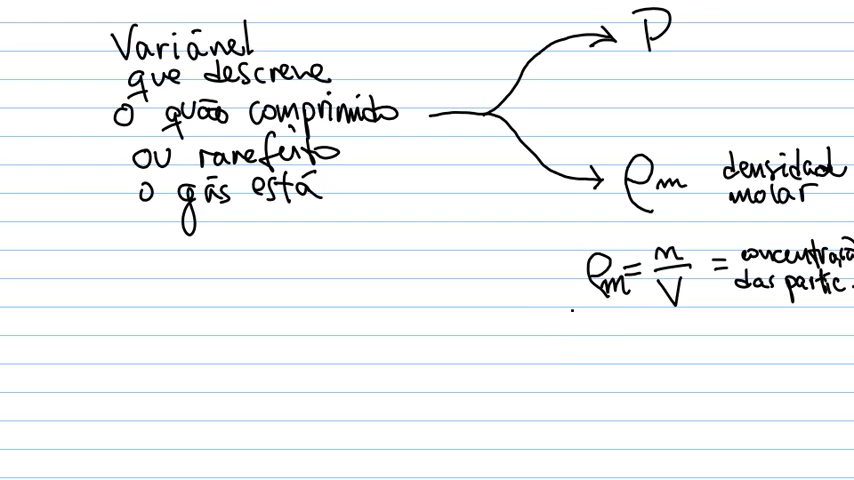 Variável
que descreve
o quão comprimido
ou rarefeito
o gás está
P
ρm densidad
molar
ρm = n/V = concentraçã
das partic.